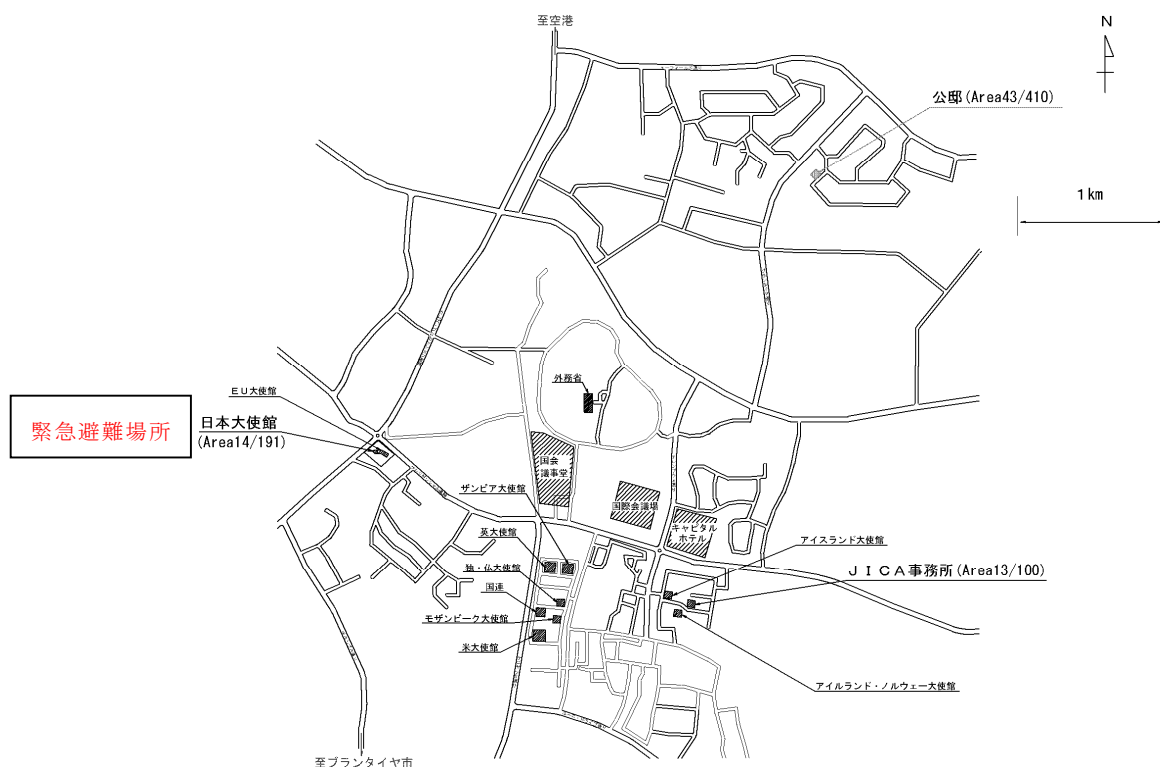 至空港
N
公邸(Area43/410)
1km
外務省
EU大使館
緊急避難場所
日本大使館
(Area14/191)
国会
議事堂
ザンビア大使館
国際会議場
キャピタル
ホテル
英大使館
アイスランド大使館
独・仏大使館
JICA事務所(Area13/100)
国連
モザンビーク大使館
米大使館
アイルランド・ノルウェー大使館
至ブランタイヤ市